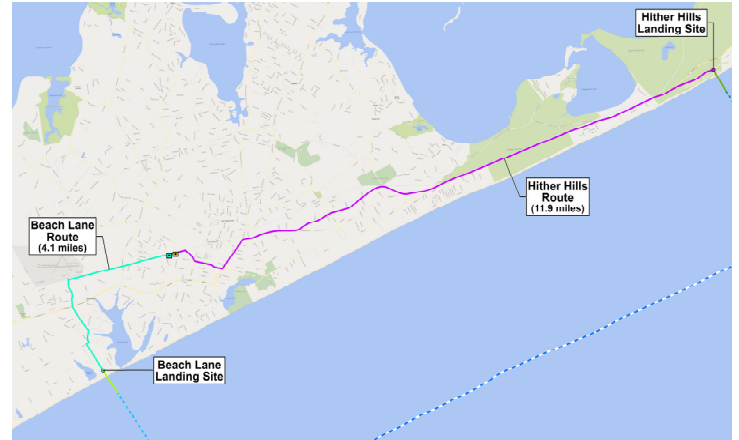 Hither Hills
Landing Site
Hither Hills
Route
(11.9 miles)
Beach Lane
Route
(4.1 miles)
Beach Lane
Landing Site